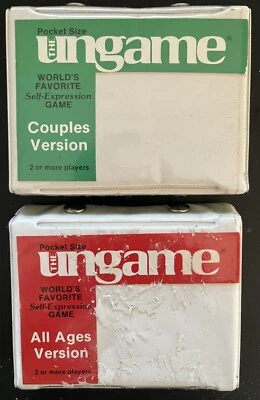 Pocket Size
THE ungame®
WORLD'S
FAVORITE
Self-Expression
GAME
Couples
Version
2 or more players
Pocket Size
THE ungame
WORLD'S
FAVORITE
Self-Expression
GAME
All Ages
Version
2 or more players